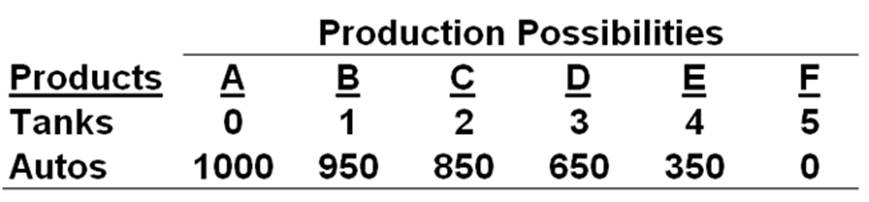 Production Possibilities
Products A B C D E F
Tanks 0 1 2 3 4 5
Autos 1000 950 850 650 350 0